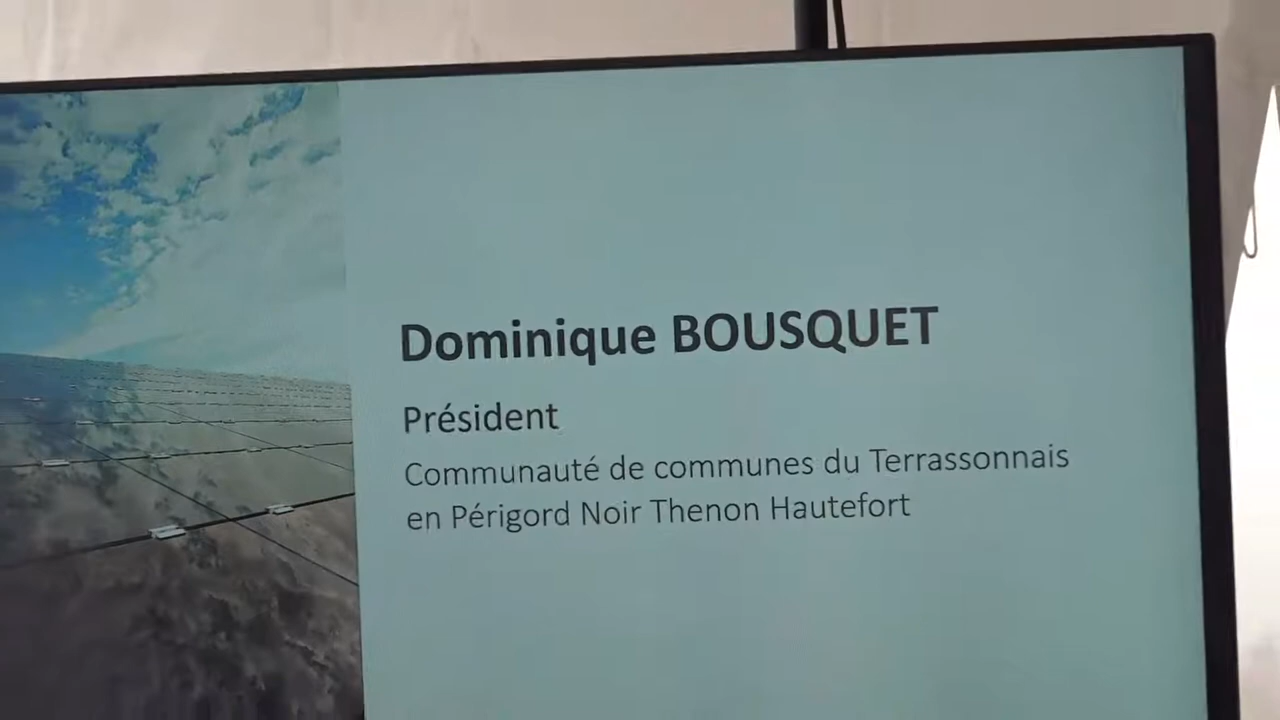 Dominique BOUSQUET
Président
Communauté de communes du Terrassonnais
en Périgord Noir Thenon Hautefort